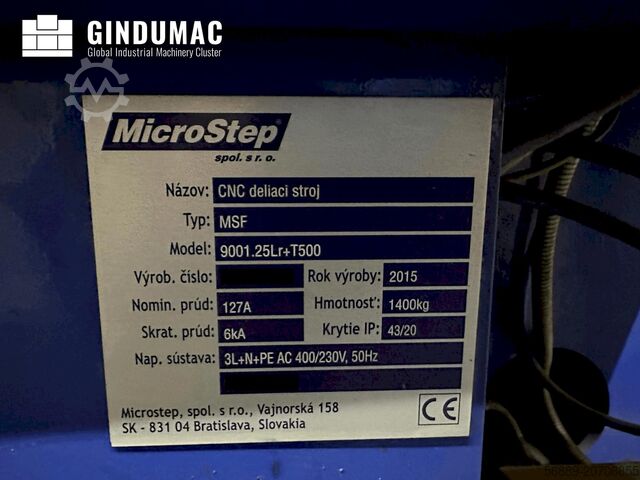 GINDUMAC
Global Industrial Machinery Cluster
MicroStep
spol. s r.o.
Názov: CNC deliaci stroj
Typ: MSF
Model: 9001.25Lr+T500
Výrob. číslo: Rok výroby: 2015
Nomin. prúd: 127A Hmotnosť: 1400kg
Skrat. prúd: 6kA Krytie IP: 43/20
Nap. sústava: 3L+N+PE AC 400/230V, 50Hz
Microstep, spol. s r.o., Vajnorská 158
SK - 831 04 Bratislava, Slovakia
CE